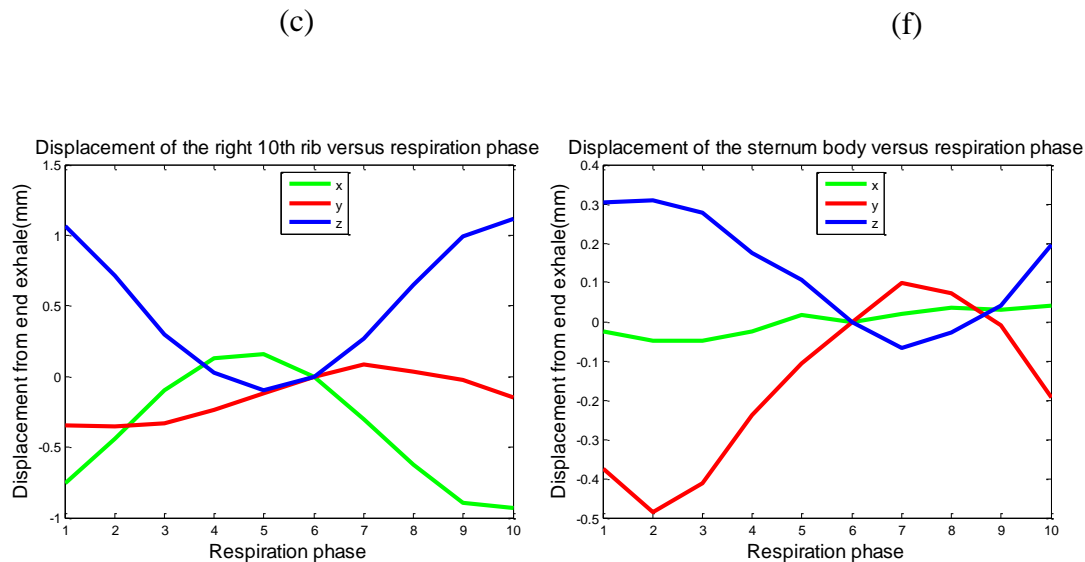 (c)
(f)
Displacement of the right 10th rib versus respiration phase
1.5
1
0.5
0
-0.5
-1
Displacement from end exhale(mm)
x
y
z
1 2 3 4 5 6 7 8 9 10
Respiration phase
Displacement of the sternum body versus respiration phase
0.4
0.3
0.2
0.1
0
-0.1
-0.2
-0.3
-0.4
-0.5
Displacement from end exhale(mm)
x
y
z
1 2 3 4 5 6 7 8 9 10
Respiration phase